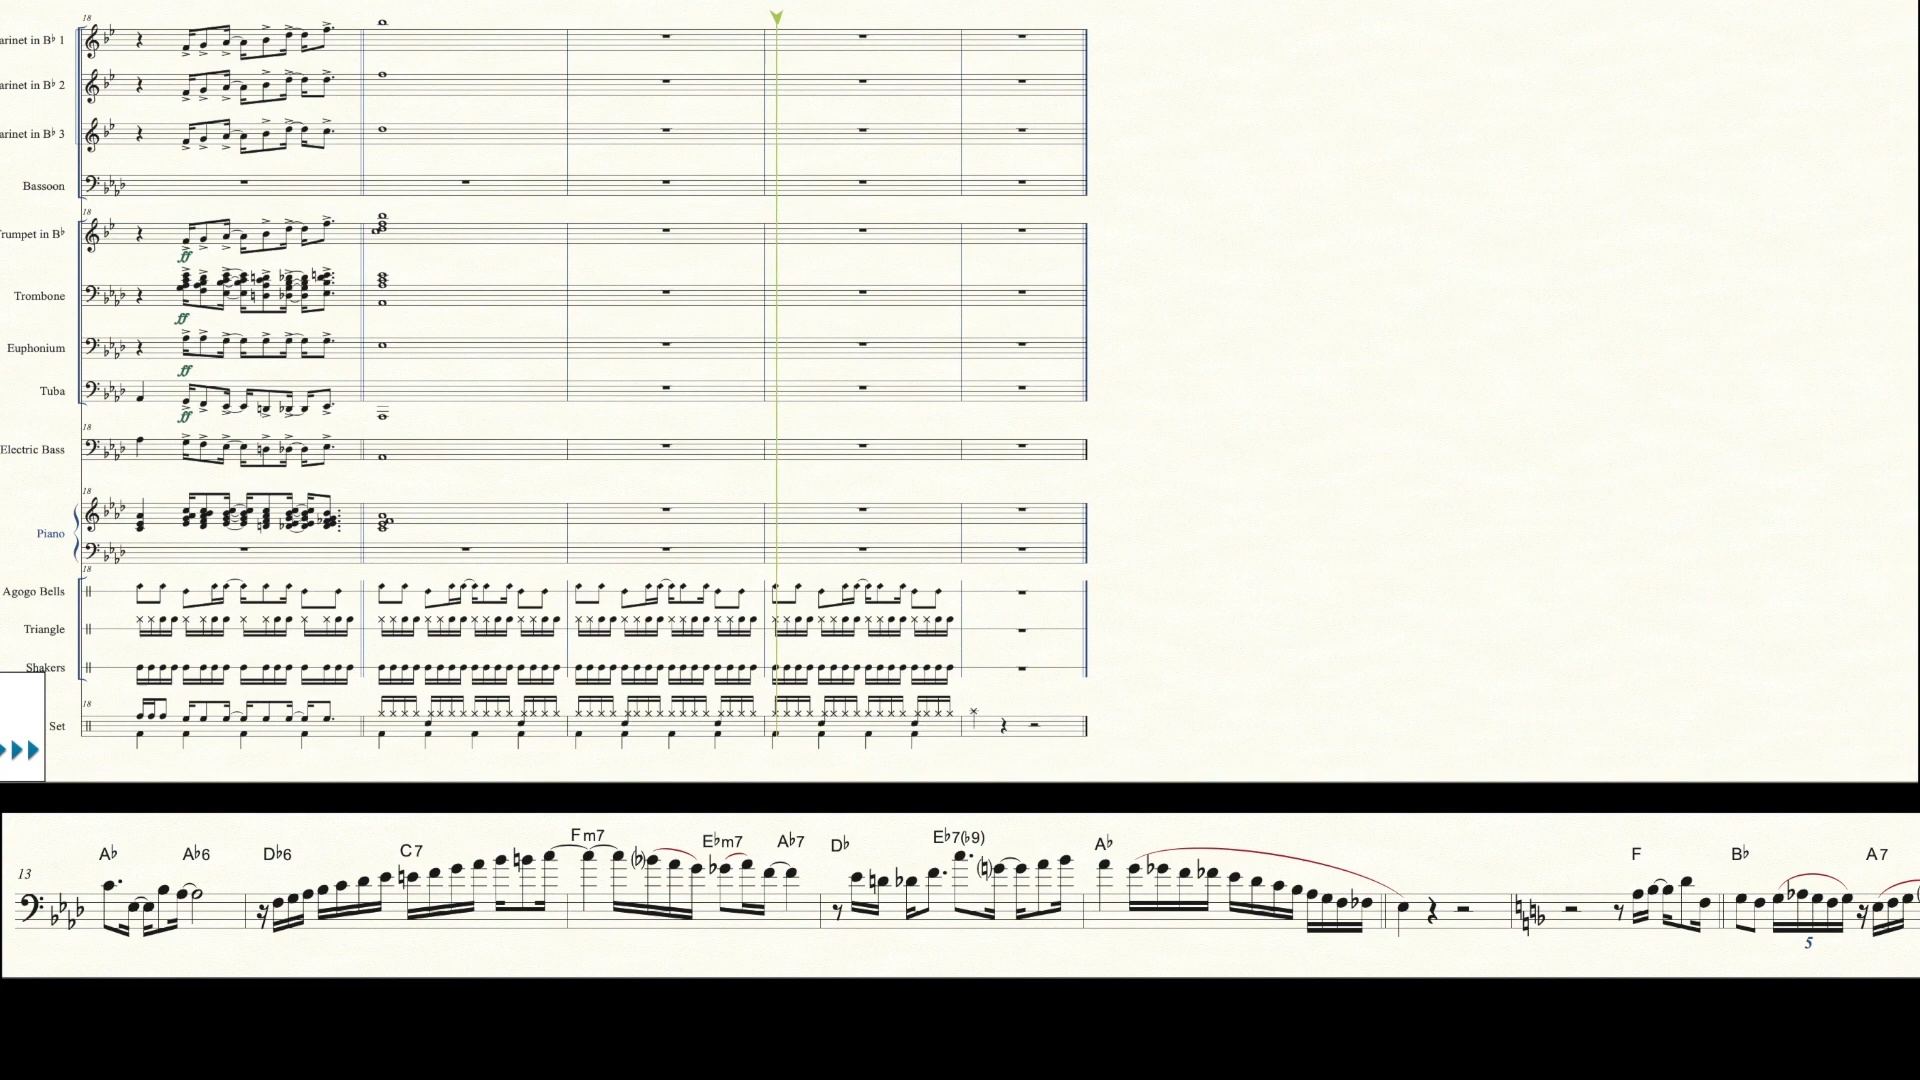 18
arinet in B♭ 1
arinet in B♭ 2
arinet in B♭ 3
Bassoon
18
Trumpet in B♭
ff
Trombone
ff
Euphonium
ff
Tuba
ff
18
Electric Bass
18
Piano
18
Agogo Bells
Triangle
Shakers
18
Set
A♭ A♭6 D♭6 C7 Fm7 E♭m7 A♭7 D♭ E♭7(♭9) A♭ F B♭ A7
13
5